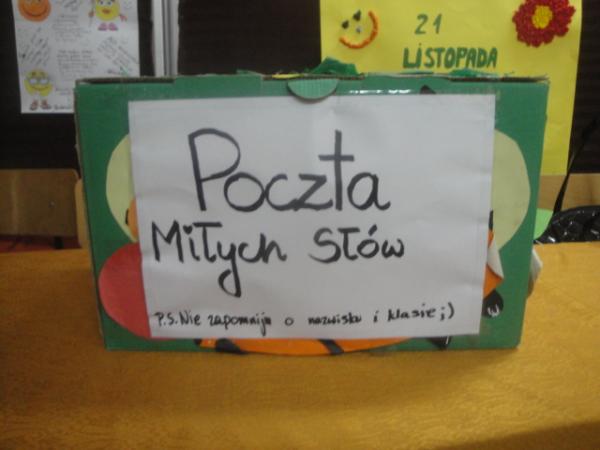 21
LISTOPADA
Poczta
Miłych słów
P.S. Nie zapomnij o nazwisku i klasie;)